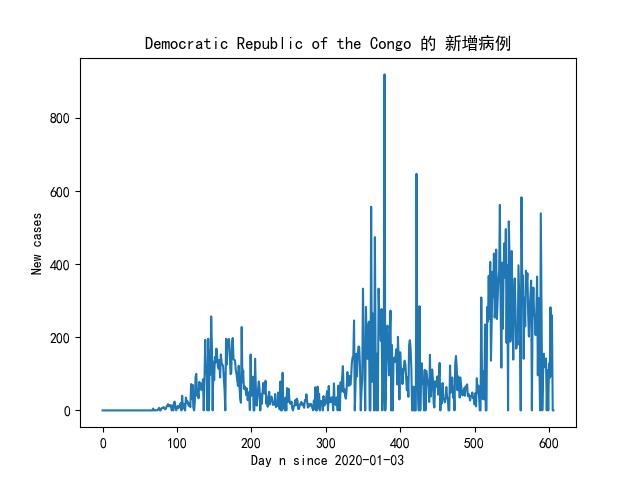 Democratic Republic of the Congo 的 新增病例
New cases
800
600
400
200
0
0 100 200 300 400 500 600
Day n since 2020-01-03